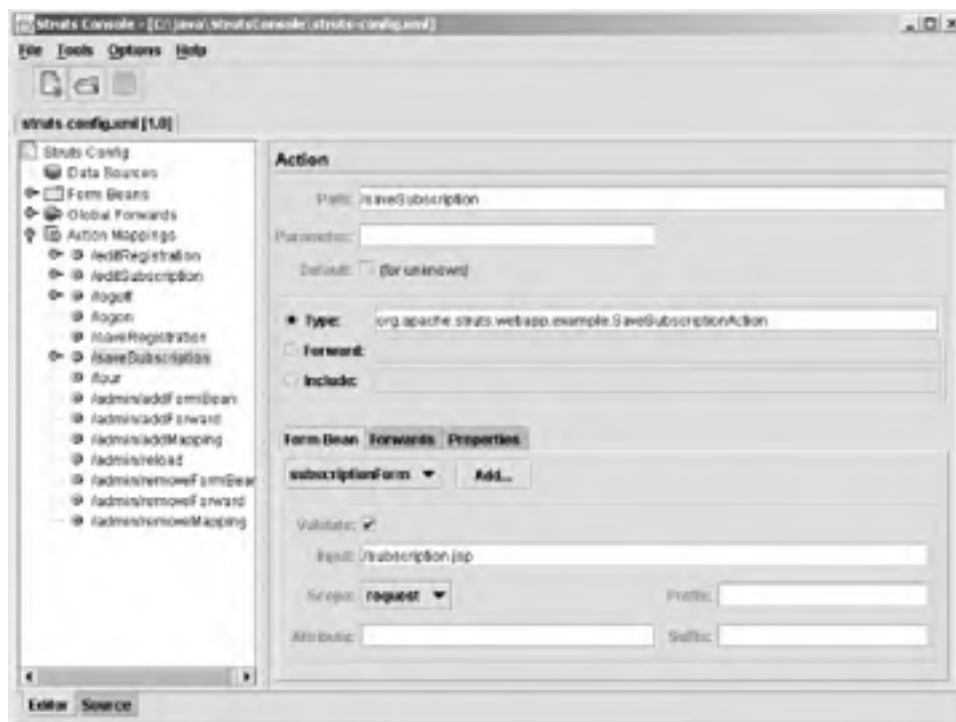 Struts Console - [C:\java\StrutsConsole\struts-config.xml]
File Tools Options Help
struts-config.xml [1.0]
Struts Config
Data Sources
Form Beans
Global Forwards
Action Mappings
/editRegistration
/editSubscription
/logoff
/logon
/saveRegistration
/saveSubscription
/tour
/admin/addFormBean
/admin/addForward
/admin/addMapping
/admin/reload
/admin/removeFormBear
/admin/removeForward
/admin/removeMapping
Action
Path: /saveSubscription
Parameter:
Default: (for unknown)
Type: org.apache.struts.webapp.example.SaveSubscriptionAction
Forward:
Include:
Form Bean Forwards Properties
subscriptionForm Add...
Validate:
Input: /subscription.jsp
Scope: request Prefix:
Attribute: Suffix:
Editor Source